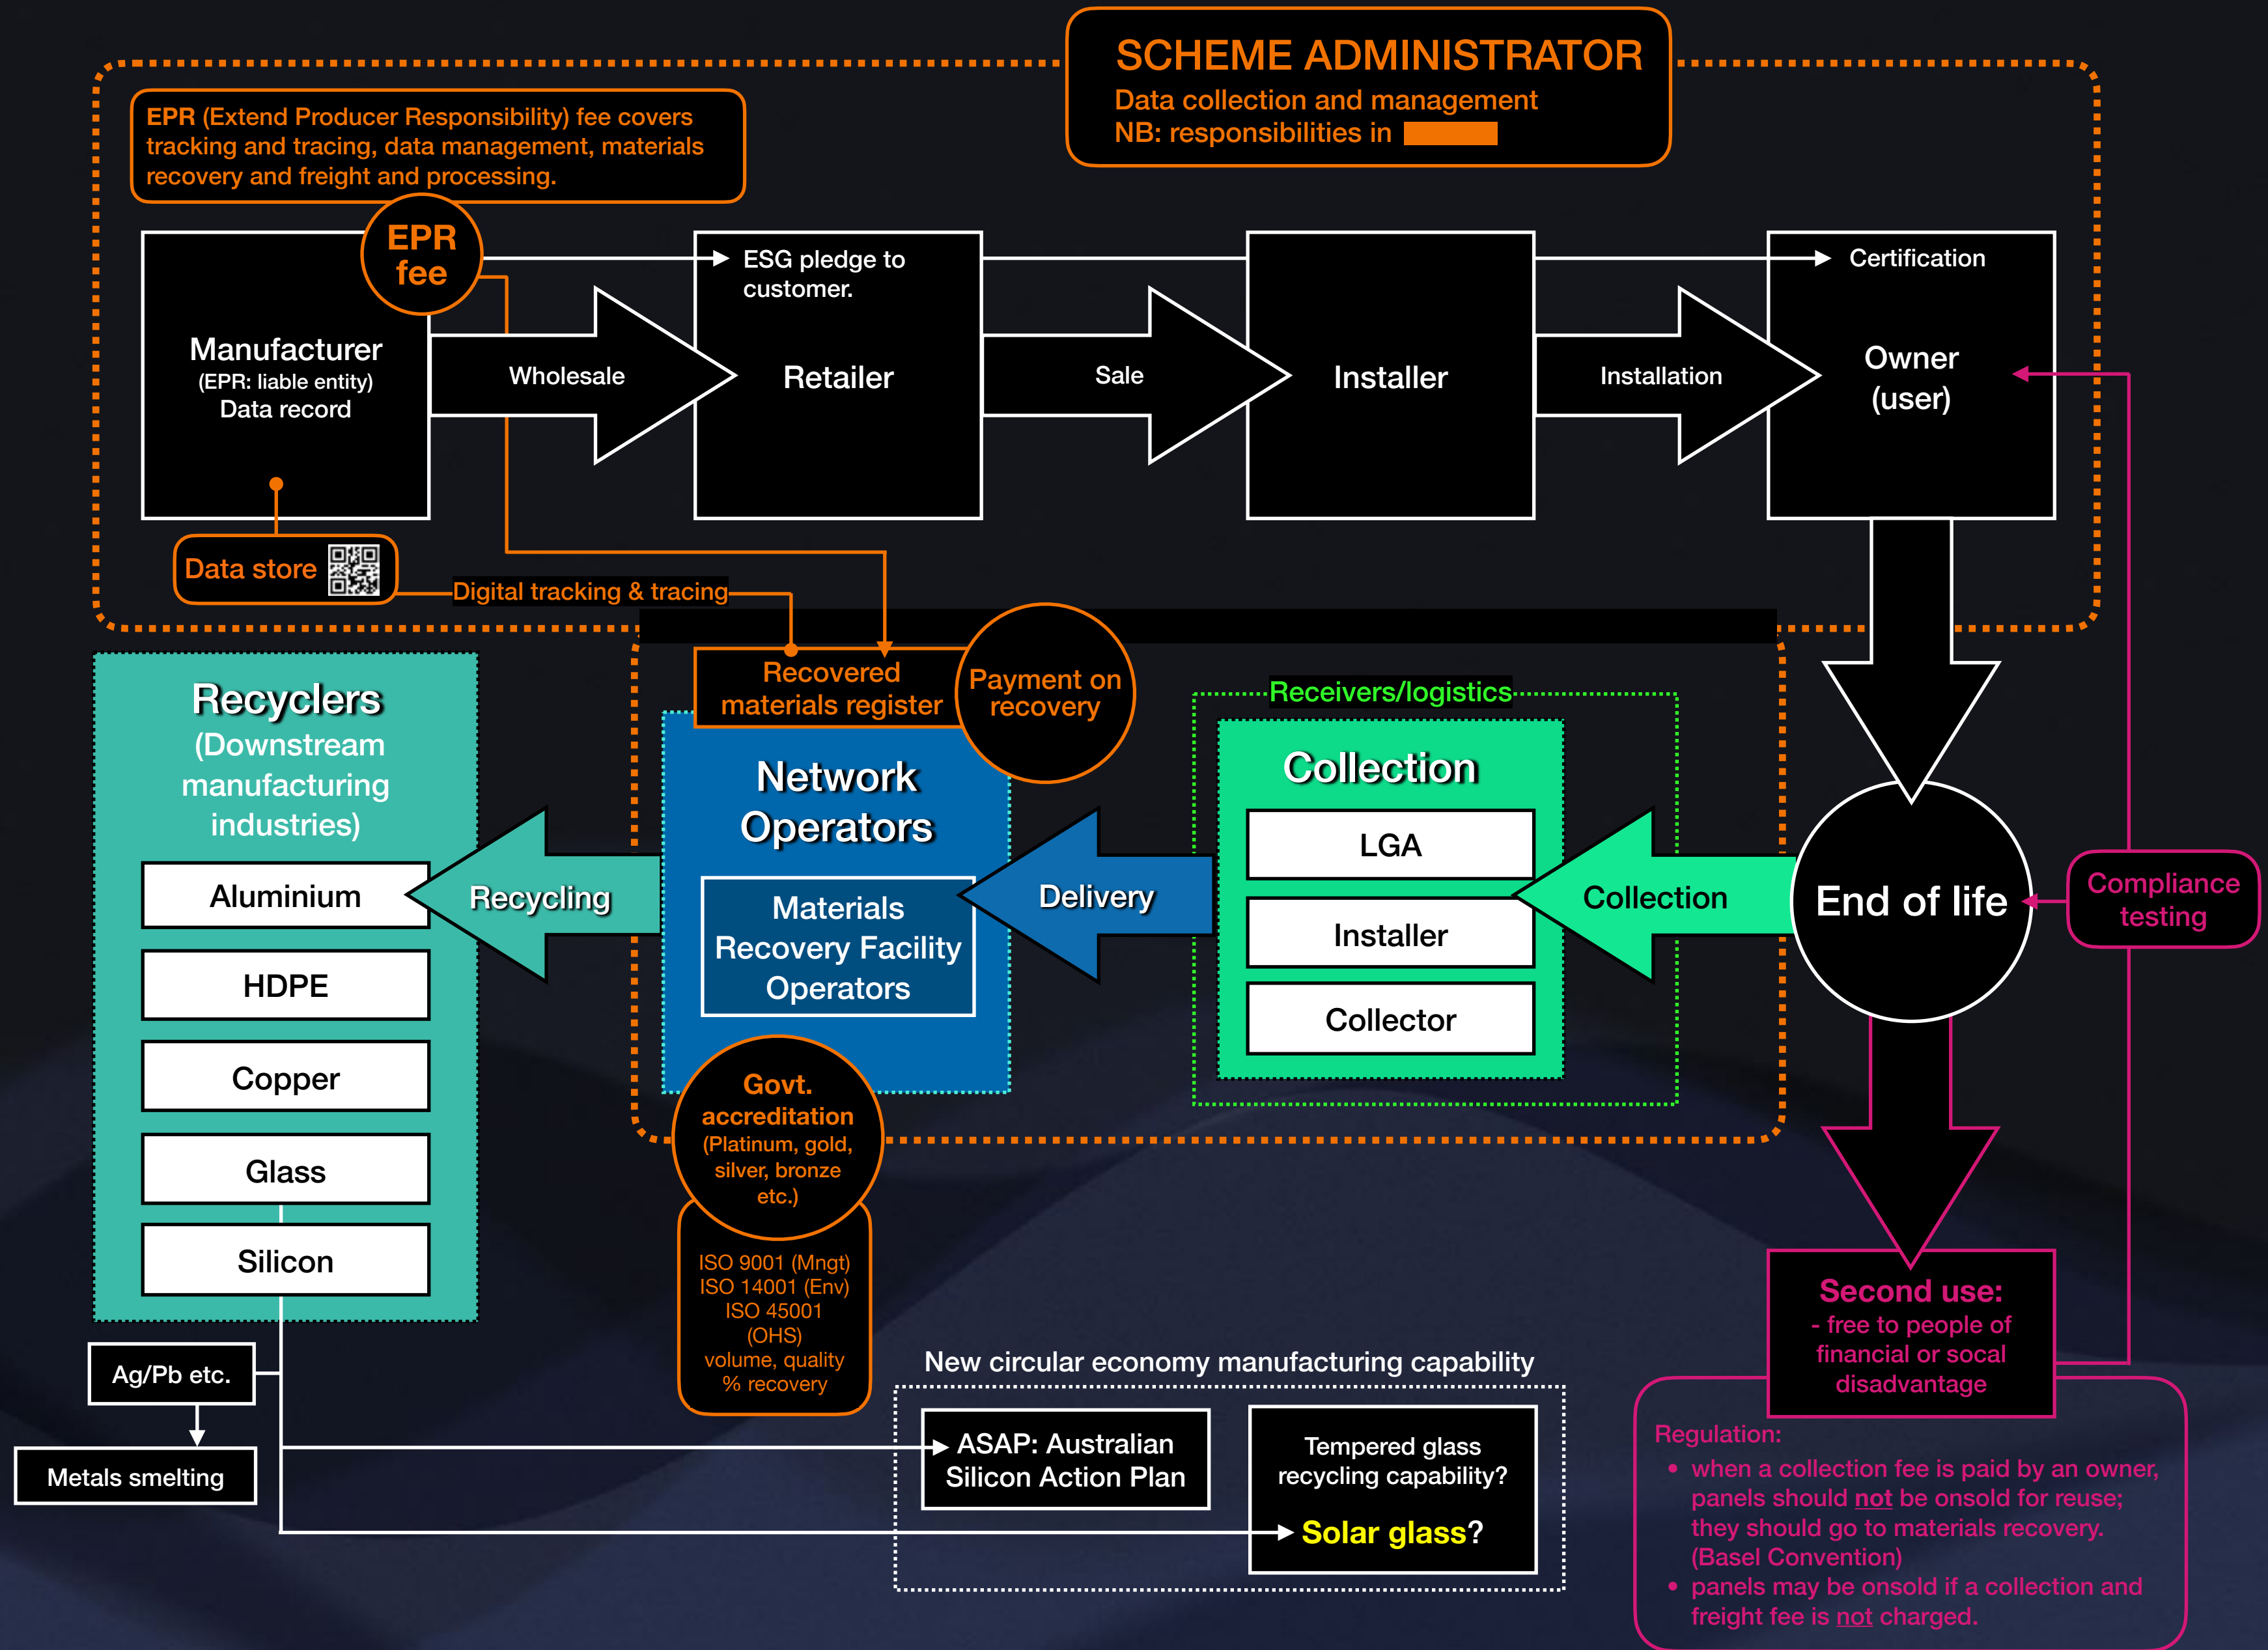 SCHEME ADMINISTRATOR
Data collection and management
NB: responsibilities in
EPR (Extend Producer Responsibility) fee covers
tracking and tracing, data management, materials
recovery and freight and processing.
EPR
fee
Manufacturer
(EPR: liable entity)
Data record
Wholesale
ESG pledge to
customer.
Retailer
Sale
Installer
Installation
Certification
Owner
(user)
Data store
Digital tracking & tracing
Recovered
materials register
Payment on
recovery
Recyclers
(Downstream
manufacturing
industries)
Aluminium
HDPE
Copper
Glass
Silicon
Recycling
Network
Operators
Materials
Recovery Facility
Operators
Delivery
Receivers/logistics
Collection
LGA
Installer
Collector
Collection
End of life
Compliance
testing
Govt.
accreditation
(Platinum, gold,
silver, bronze
etc.)
ISO 9001 (Mngt)
ISO 14001 (Env)
ISO 45001
(OHS)
volume, quality
% recovery
Ag/Pb etc.
Metals smelting
New circular economy manufacturing capability
ASAP: Australian
Silicon Action Plan
Tempered glass
recycling capability?
Solar glass?
Second use:
- free to people of
financial or socal
disadvantage
Regulation:
• when a collection fee is paid by an owner,
panels should not be onsold for reuse;
they should go to materials recovery.
(Basel Convention)
• panels may be onsold if a collection and
freight fee is not charged.